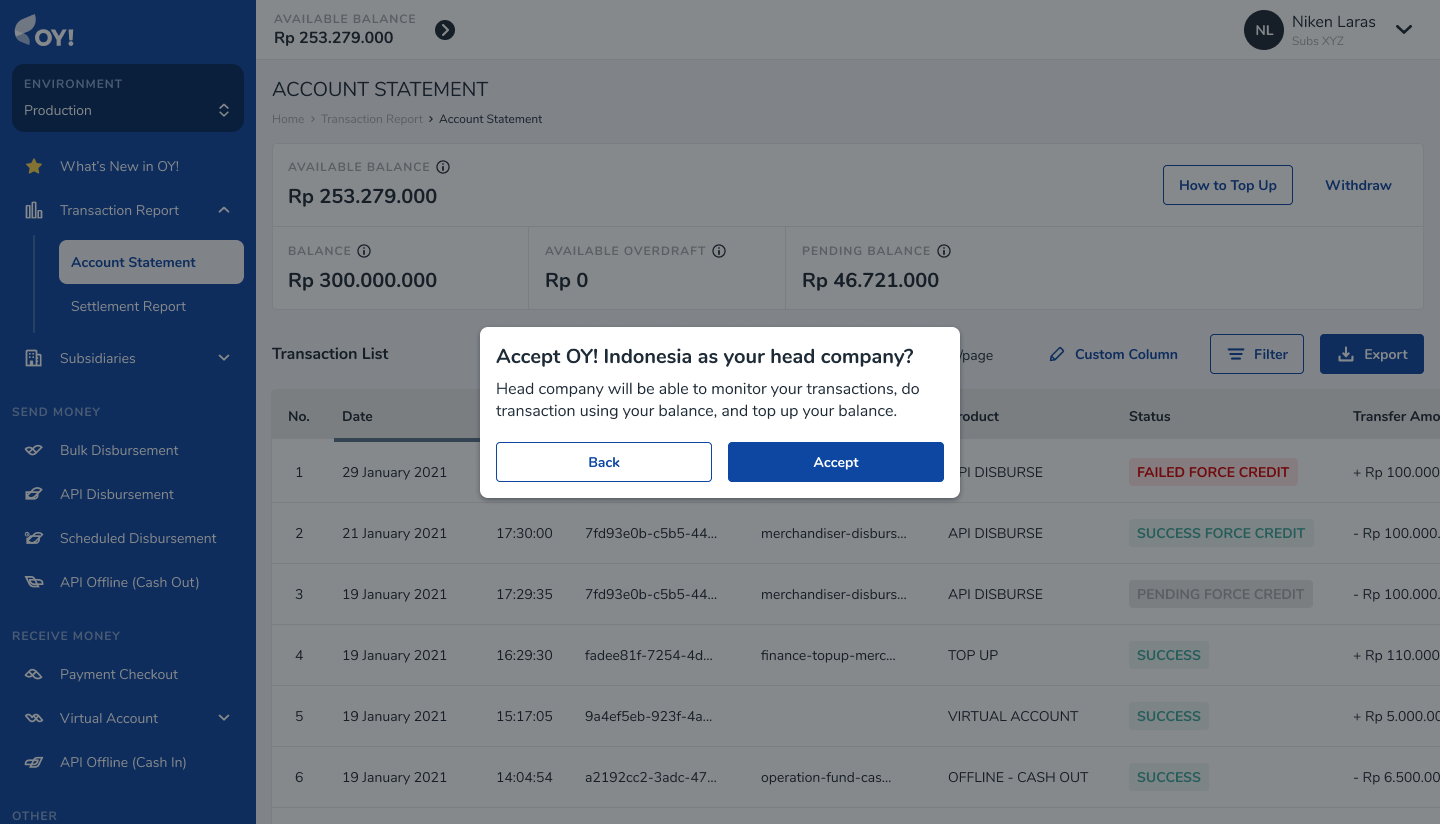 OY!
AVAILABLE BALANCE
Rp 253.279.000
NL
Niken Laras
Subs XYZ
ENVIRONMENT
Production
What's New in OY!
Transaction Report
Account Statement
Settlement Report
Subsidiaries
SEND MONEY
Bulk Disbursement
API Disbursement
Scheduled Disbursement
API Offline (Cash Out)
RECEIVE MONEY
Payment Checkout
Virtual Account
API Offline (Cash In)
OTHER
ACCOUNT STATEMENT
Home > Transaction Report > Account Statement
AVAILABLE BALANCE
Rp 253.279.000
How to Top Up Withdraw
BALANCE AVAILABLE OVERDRAFT PENDING BALANCE
Rp 300.000.000 Rp 0 Rp 46.721.000
Transaction List /page Custom Column Filter Export
Accept OY! Indonesia as your head company?
Head company will be able to monitor your transactions, do
transaction using your balance, and top up your balance.
Back Accept
No. Date roduct Status Transfer Amo
1 29 January 2021 PI DISBURSE FAILED FORCE CREDIT + Rp 100.000
2 21 January 2021 17:30:00 7fd93e0b-c5b5-44... merchandiser-disburs... API DISBURSE SUCCESS FORCE CREDIT - Rp 100.000.
3 19 January 2021 17:29:35 7fd93e0b-c5b5-44... merchandiser-disburs... API DISBURSE PENDING FORCE CREDIT - Rp 100.000.
4 19 January 2021 16:29:30 fadee81f-7254-4d... finance-topup-merc... TOP UP SUCCESS + Rp 110.000
5 19 January 2021 15:17:05 9a4ef5eb-923f-4a... VIRTUAL ACCOUNT SUCCESS + Rp 5.000.00
6 19 January 2021 14:04:54 a2192cc2-3adc-47... operation-fund-cas... OFFLINE - CASH OUT SUCCESS - Rp 6.500.00